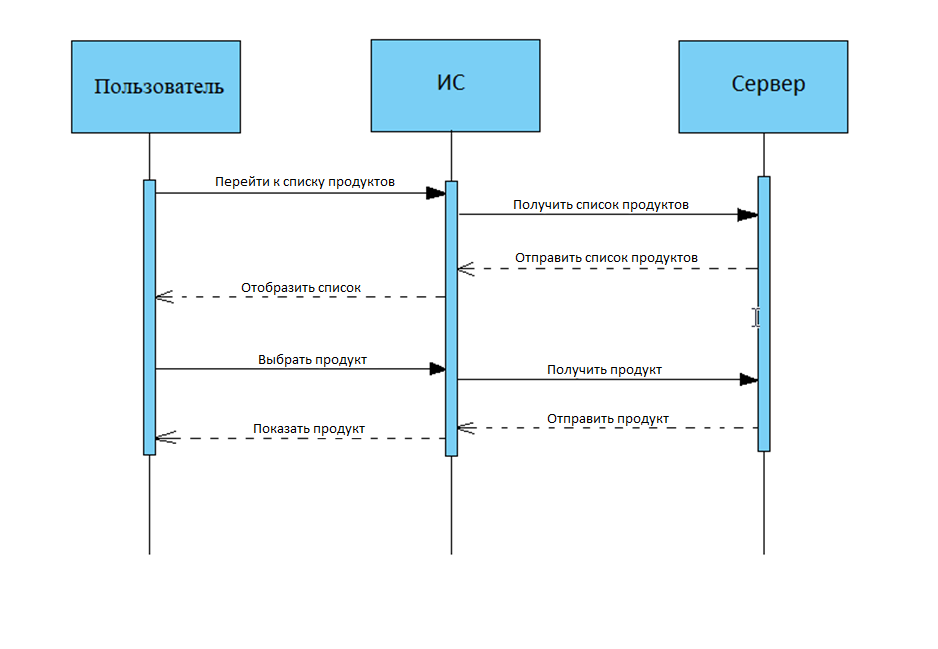 Пользователь
ИС
Сервер
Перейти к списку продуктов
Получить список продуктов
Отправить список продуктов
Отобразить список
Выбрать продукт
Получить продукт
Отправить продукт
Показать продукт